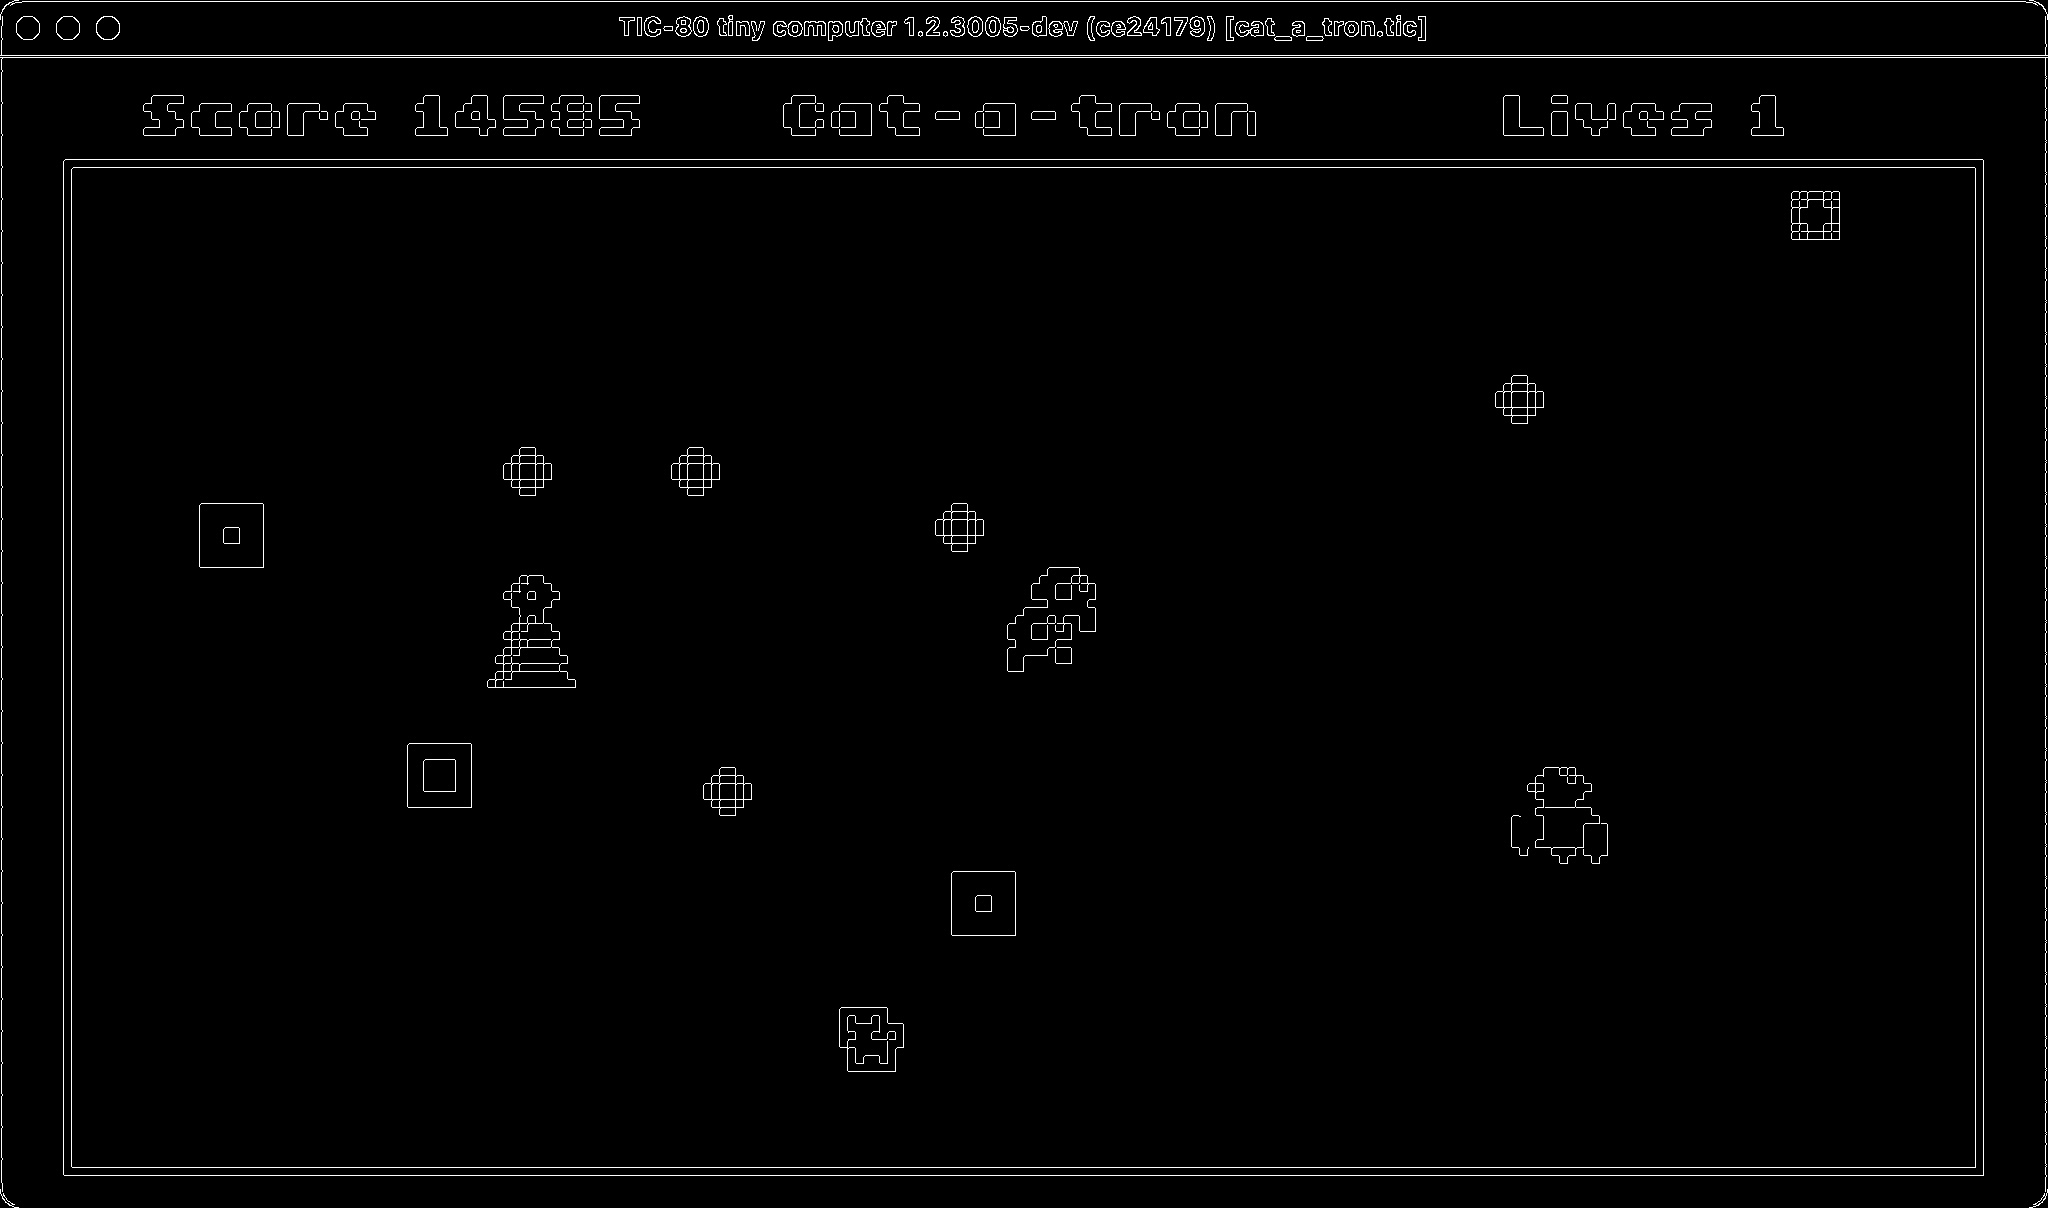 TIC-80 tiny computer 1.2.3005-dev (ce24179) [cat_a_tron.tic]
Score 14585 Cat-a-tron Lives 1